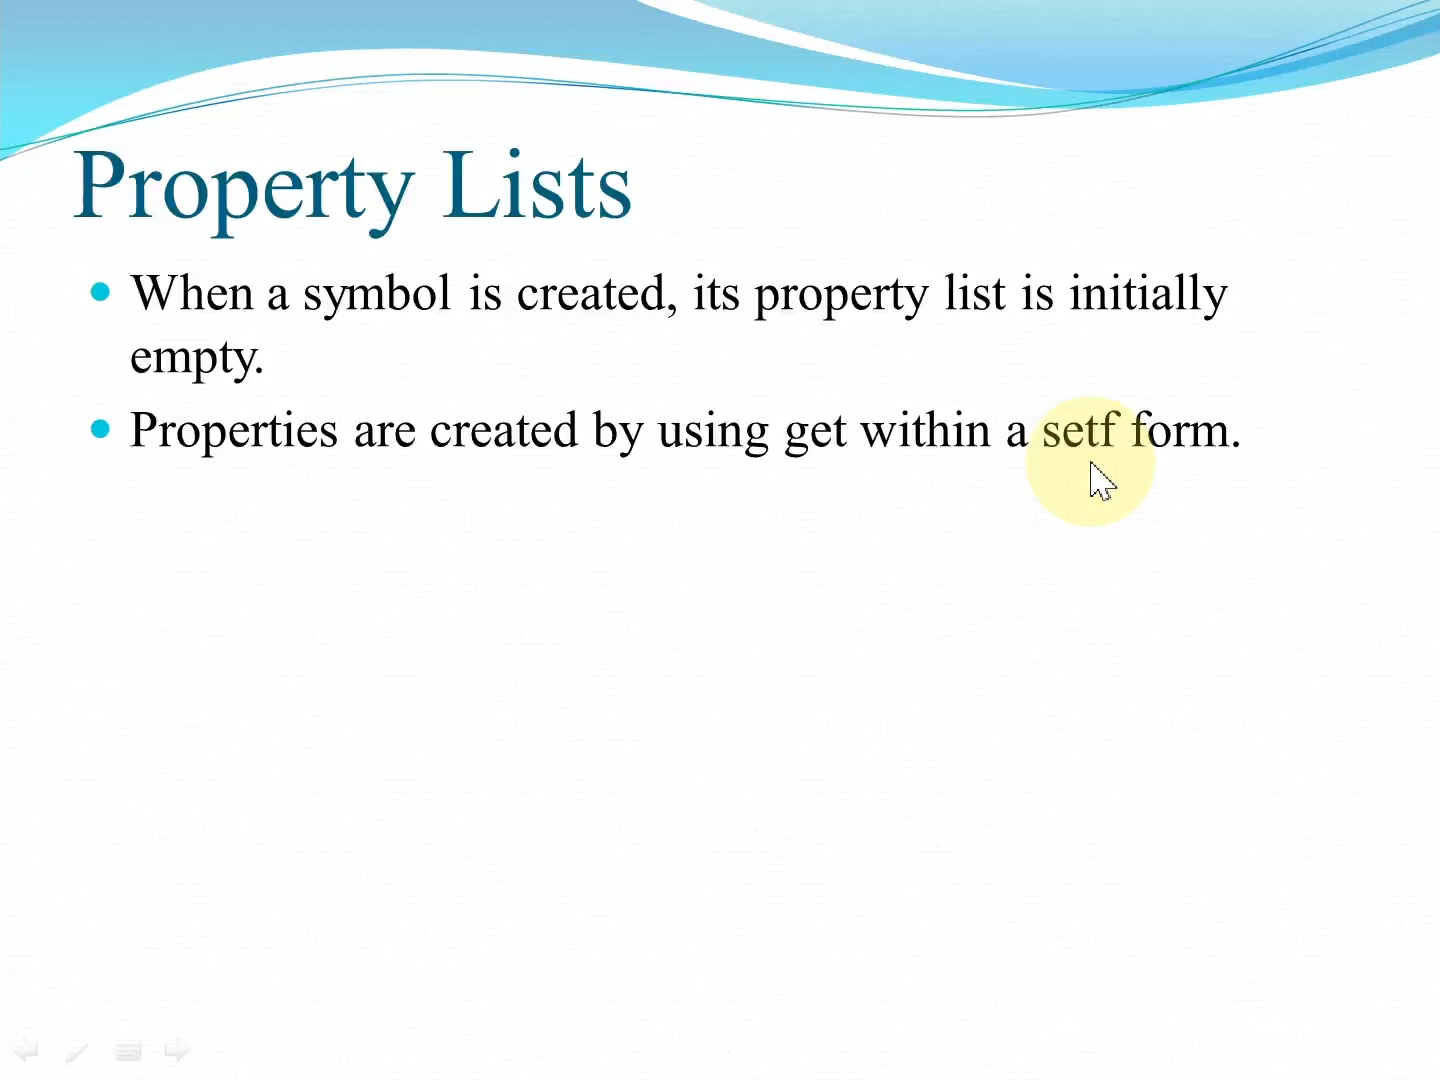 Property Lists
When a symbol is created, its property list is initially
empty.
Properties are created by using get within a setf form.